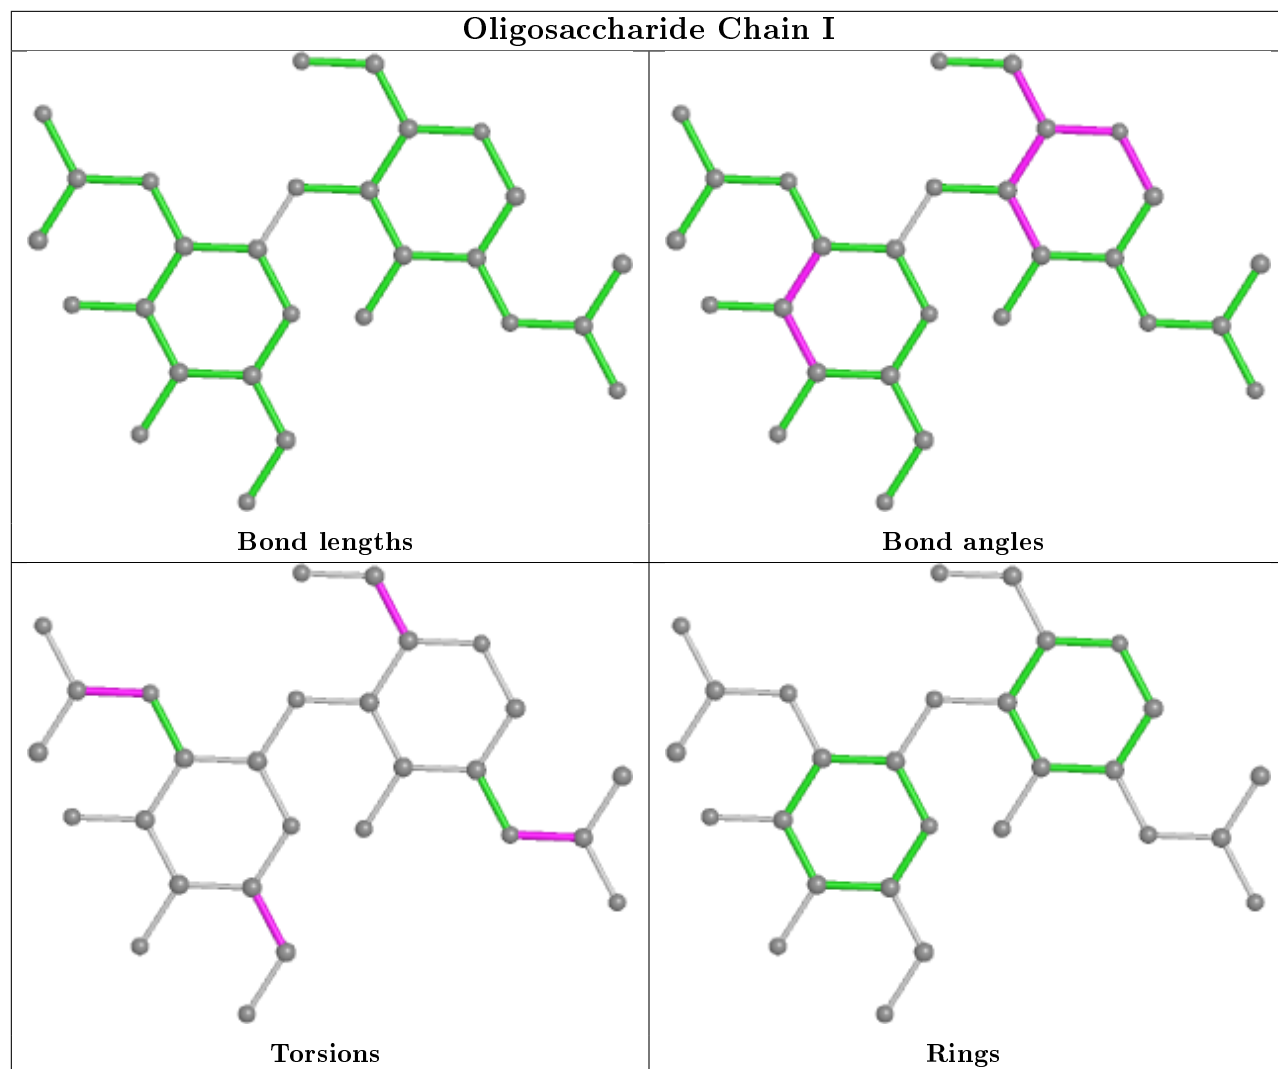 Oligosaccharide Chain I
Bond lengths
Bond angles
Torsions
Rings